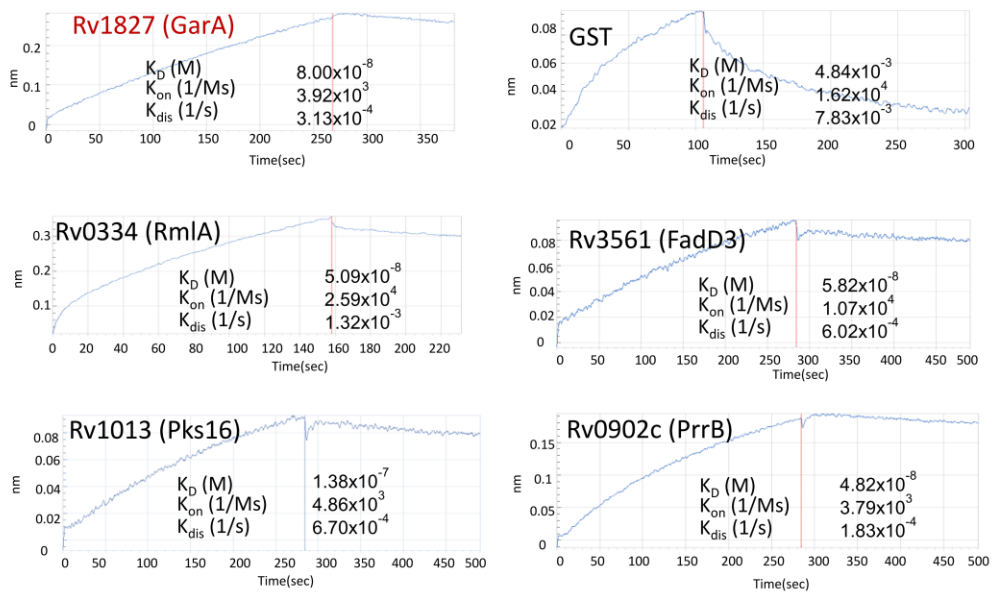 Rv1827 (GarA)
nm
0.2
0.1
0
K_D (M) 8.00x10^-8
K_on (1/Ms) 3.92x10^3
K_dis (1/s) 3.13x10^-4
0 50 100 150 200 250 300 350
Time(sec)
GST
nm
0.08
0.06
0.04
0.02
K_D (M) 4.84x10^-3
K_on (1/Ms) 1.62x10^4
K_dis (1/s) 7.83x10^-3
0 50 100 150 200 250 300
Time(sec)
Rv0334 (RmlA)
nm
0.3
0.2
0.1
K_D (M) 5.09x10^-8
K_on (1/Ms) 2.59x10^4
K_dis (1/s) 1.32x10^-3
0 20 40 60 80 100 120 140 160 180 200 220
Time(sec)
Rv3561 (FadD3)
nm
0.08
0.06
0.04
0.02
0
K_D (M) 5.82x10^-8
K_on (1/Ms) 1.07x10^4
K_dis (1/s) 6.02x10^-4
0 50 100 150 200 250 300 350 400 450 500
Time(sec)
Rv1013 (Pks16)
nm
0.08
0.06
0.04
0.02
0
K_D (M) 1.38x10^-7
K_on (1/Ms) 4.86x10^3
K_dis (1/s) 6.70x10^-4
0 50 100 150 200 250 300 350 400 450 500
Time(sec)
Rv0902c (PrrB)
nm
0.15
0.1
0.05
0
K_D (M) 4.82x10^-8
K_on (1/Ms) 3.79x10^3
K_dis (1/s) 1.83x10^-4
0 50 100 150 200 250 300 350 400 450 500
Time(sec)